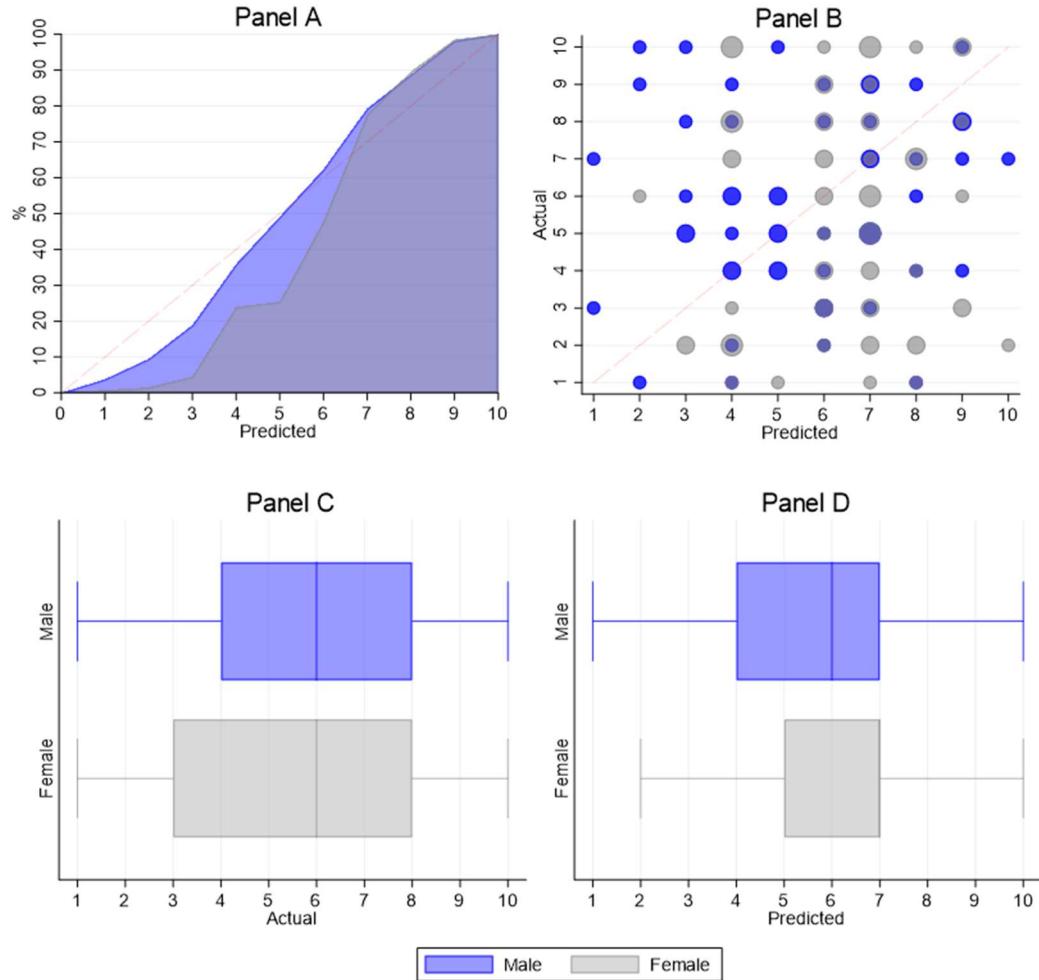 Panel A
100
90
80
70
60
50
40
30
20
10
0
%
0 1 2 3 4 5 6 7 8 9 10
Predicted
Panel B
10
9
8
7
6
5
4
3
2
1
Actual
1 2 3 4 5 6 7 8 9 10
Predicted
Panel C
Male
Female
1 2 3 4 5 6 7 8 9 10
Actual
Panel D
Male
Female
1 2 3 4 5 6 7 8 9 10
Predicted
Male Female